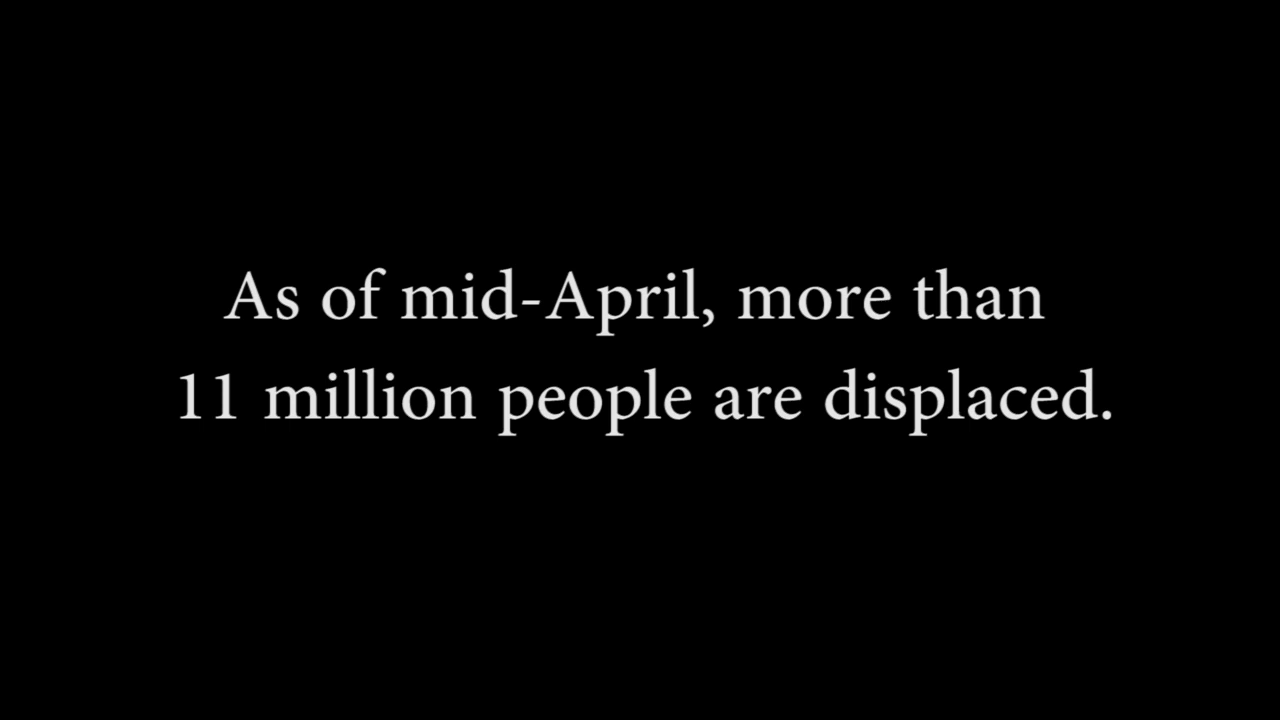 As of mid-April, more than
11 million people are displaced.